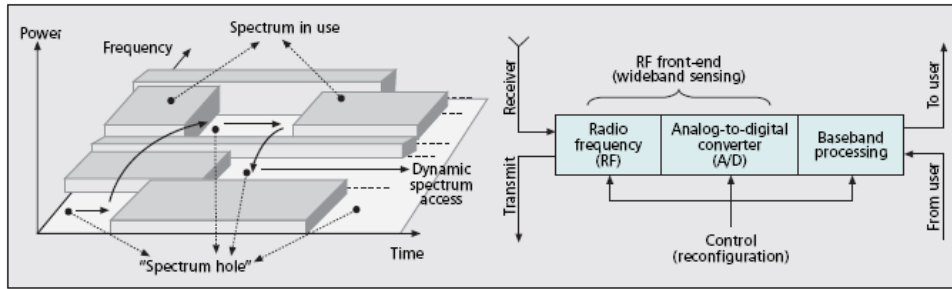 Power
Frequency
Spectrum in use
Dynamic
spectrum
access
Time
"Spectrum hole"
Receiver
Transmit
RF front-end
(wideband sensing)
Radio
frequency
(RF)
Analog-to-digital
converter
(A/D)
Baseband
processing
To user
From user
Control
(reconfiguration)